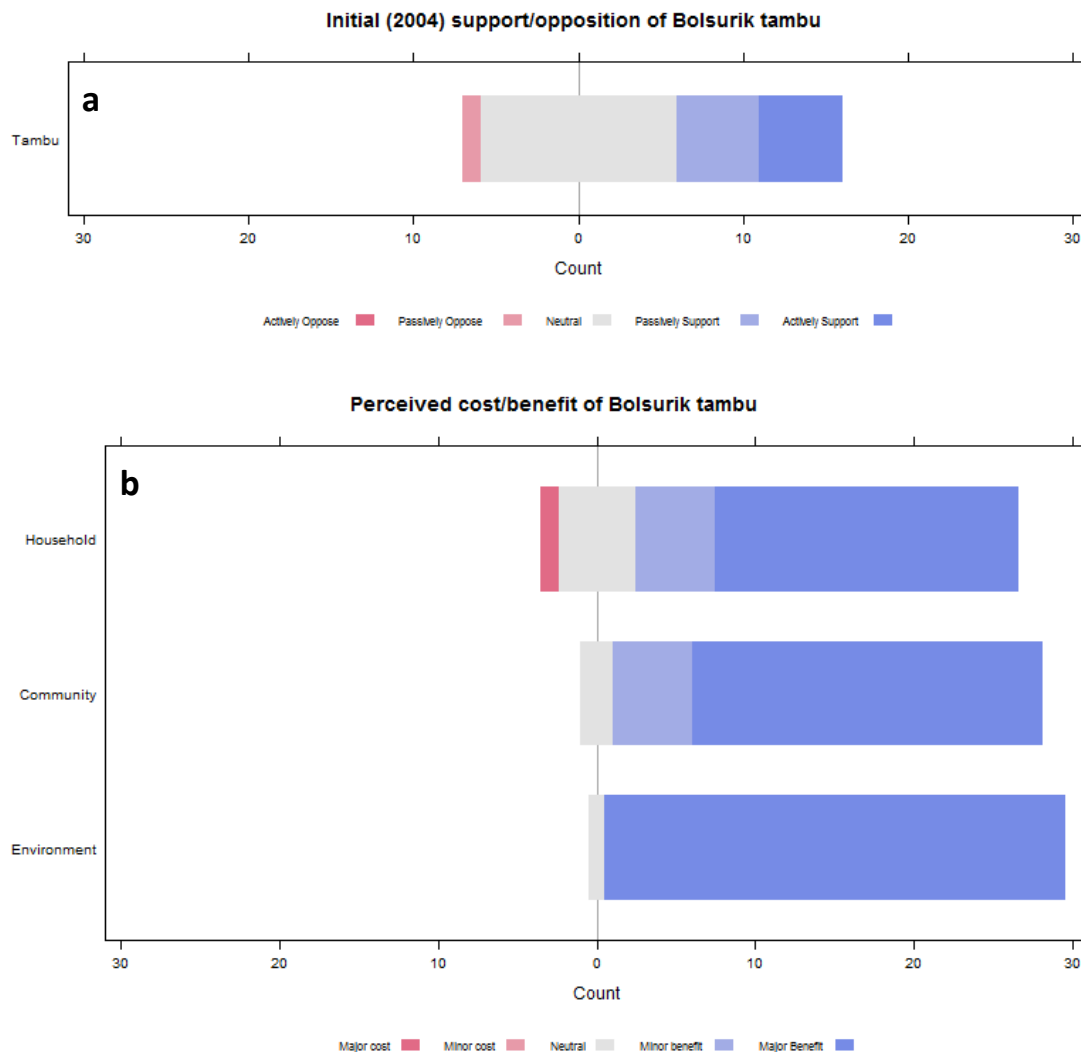 Initial (2004) support/opposition of Bolsurik tambu
a
Tambu
30 20 10 0 10 20 30
Count
Actively Oppose Passively Oppose Neutral Passively Support Actively Support
Perceived cost/benefit of Bolsurik tambu
b
Household
Community
Environment
30 20 10 0 10 20 30
Count
Major cost Minor cost Neutral Minor benefit Major Benefit